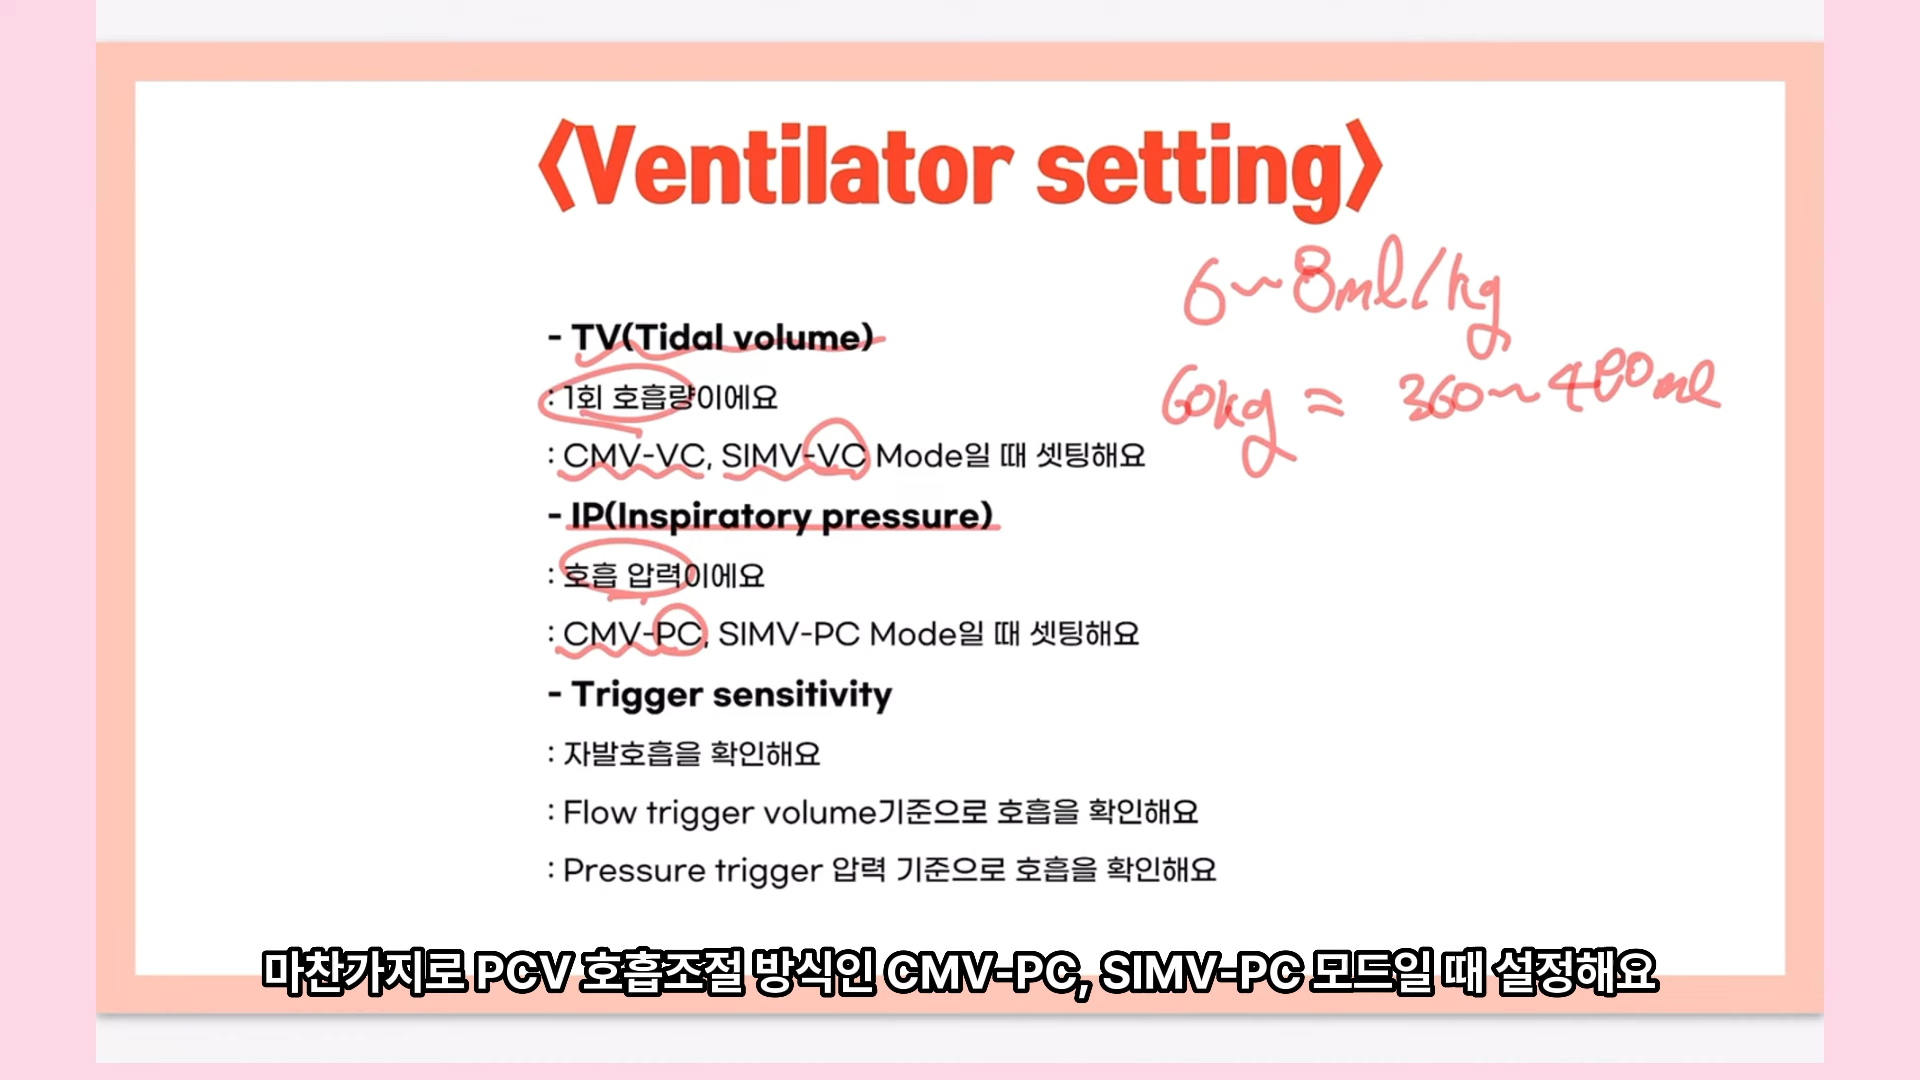 <Ventilator setting>
6~8ml/kg
- TV(Tidal volume)
: 1회 호흡량이에요
60kg = 360~480ml
: CMV-VC, SIMV-VC Mode일 때 셋팅해요
- IP(Inspiratory pressure)
: 호흡 압력이에요
: CMV-PC, SIMV-PC Mode일 때 셋팅해요
- Trigger sensitivity
: 자발호흡을 확인해요
: Flow trigger volume기준으로 호흡을 확인해요
: Pressure trigger 압력 기준으로 호흡을 확인해요
마찬가지로 PCV 호흡조절 방식인 CMV-PC, SIMV-PC 모드일 때 설정해요